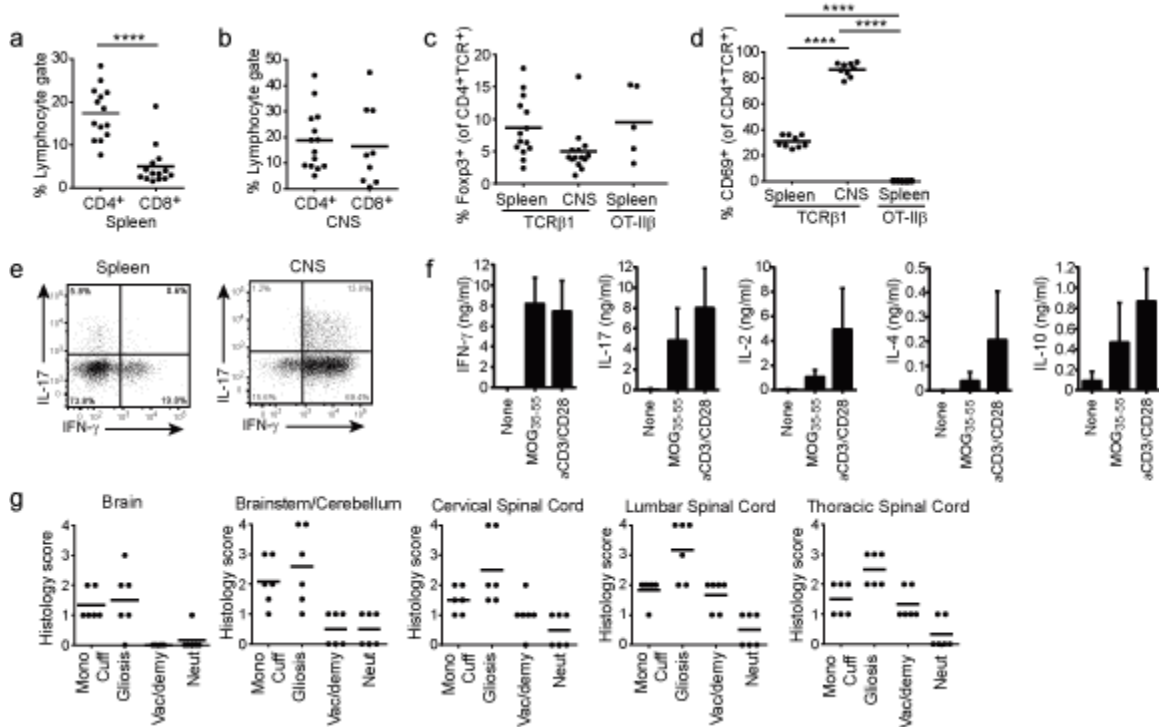 a
****
% Lymphocyte gate
30
20
10
0
CD4+ CD8+
Spleen
b
% Lymphocyte gate
50
40
30
20
10
0
CD4+ CD8+
CNS
c
% Foxp3+ (of CD4+TCR+)
20
15
10
5
0
Spleen CNS Spleen
TCRβ1 OT-IIβ
d
****
****
****
% CD69+ (of CD4+TCR+)
100
80
60
40
20
0
Spleen CNS Spleen
TCRβ1 OT-IIβ
e
Spleen
IL-17
IFN-γ
CNS
1.2%
IL-17
IFN-γ
f
IFN-γ (ng/ml)
12
10
8
6
4
2
0
None
MOG35-55
aCD3/CD28
IL-17 (ng/ml)
12
10
8
6
4
2
0
None
MOG35-55
aCD3/CD28
IL-2 (ng/ml)
10
8
6
4
2
0
None
MOG35-55
aCD3/CD28
IL-4 (ng/ml)
0.5
0.4
0.3
0.2
0.1
0.0
None
MOG35-55
aCD3/CD28
IL-10 (ng/ml)
1.2
1.0
0.8
0.6
0.4
0.2
0.0
None
MOG35-55
aCD3/CD28
g
Brain
Histology score
4
3
2
1
0
Mono Cuff
Gliosis
Vac/demy
Neut
Brainstem/Cerebellum
Histology score
4
3
2
1
0
Mono Cuff
Gliosis
Vac/demy
Neut
Cervical Spinal Cord
Histology score
4
3
2
1
0
Mono Cuff
Gliosis
Vac/demy
Neut
Lumbar Spinal Cord
Histology score
4
3
2
1
0
Mono Cuff
Gliosis
Vac/demy
Neut
Thoracic Spinal Cord
Histology score
4
3
2
1
0
Mono Cuff
Gliosis
Vac/demy
Neut